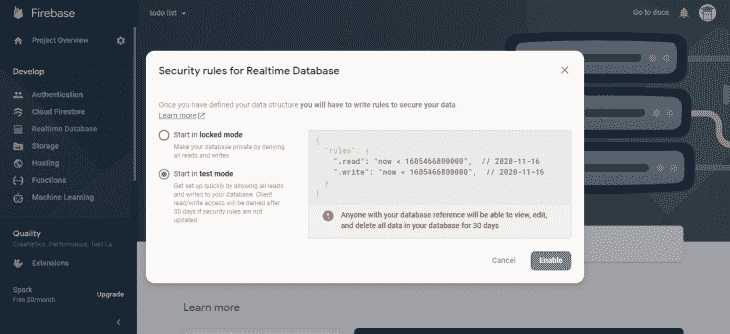 Firebase
todo list
Go to docs
Project Overview
Develop
Authentication
Cloud Firestore
Realtime Database
Storage
Hosting
Functions
Machine Learning
Quality
Crashlytics, Performance, Test La...
Extensions
Spark
Free $0/month
Upgrade
Security rules for Realtime Database
Once you have defined your data structure you will have to write rules to secure your data.
Learn more
Start in locked mode
Make your database private by denying
all reads and writes
Start in test mode
Get set up quickly by allowing all reads
and writes to your database. Client
read/write access will be denied after
30 days if security rules are not
updated
{
"rules": {
".read": "now < 1605466800000", // 2020-11-16
".write": "now < 1605466800000", // 2020-11-16
}
}
Anyone with your database reference will be able to view, edit,
and delete all data in your database for 30 days
Cancel
Enable
Learn more